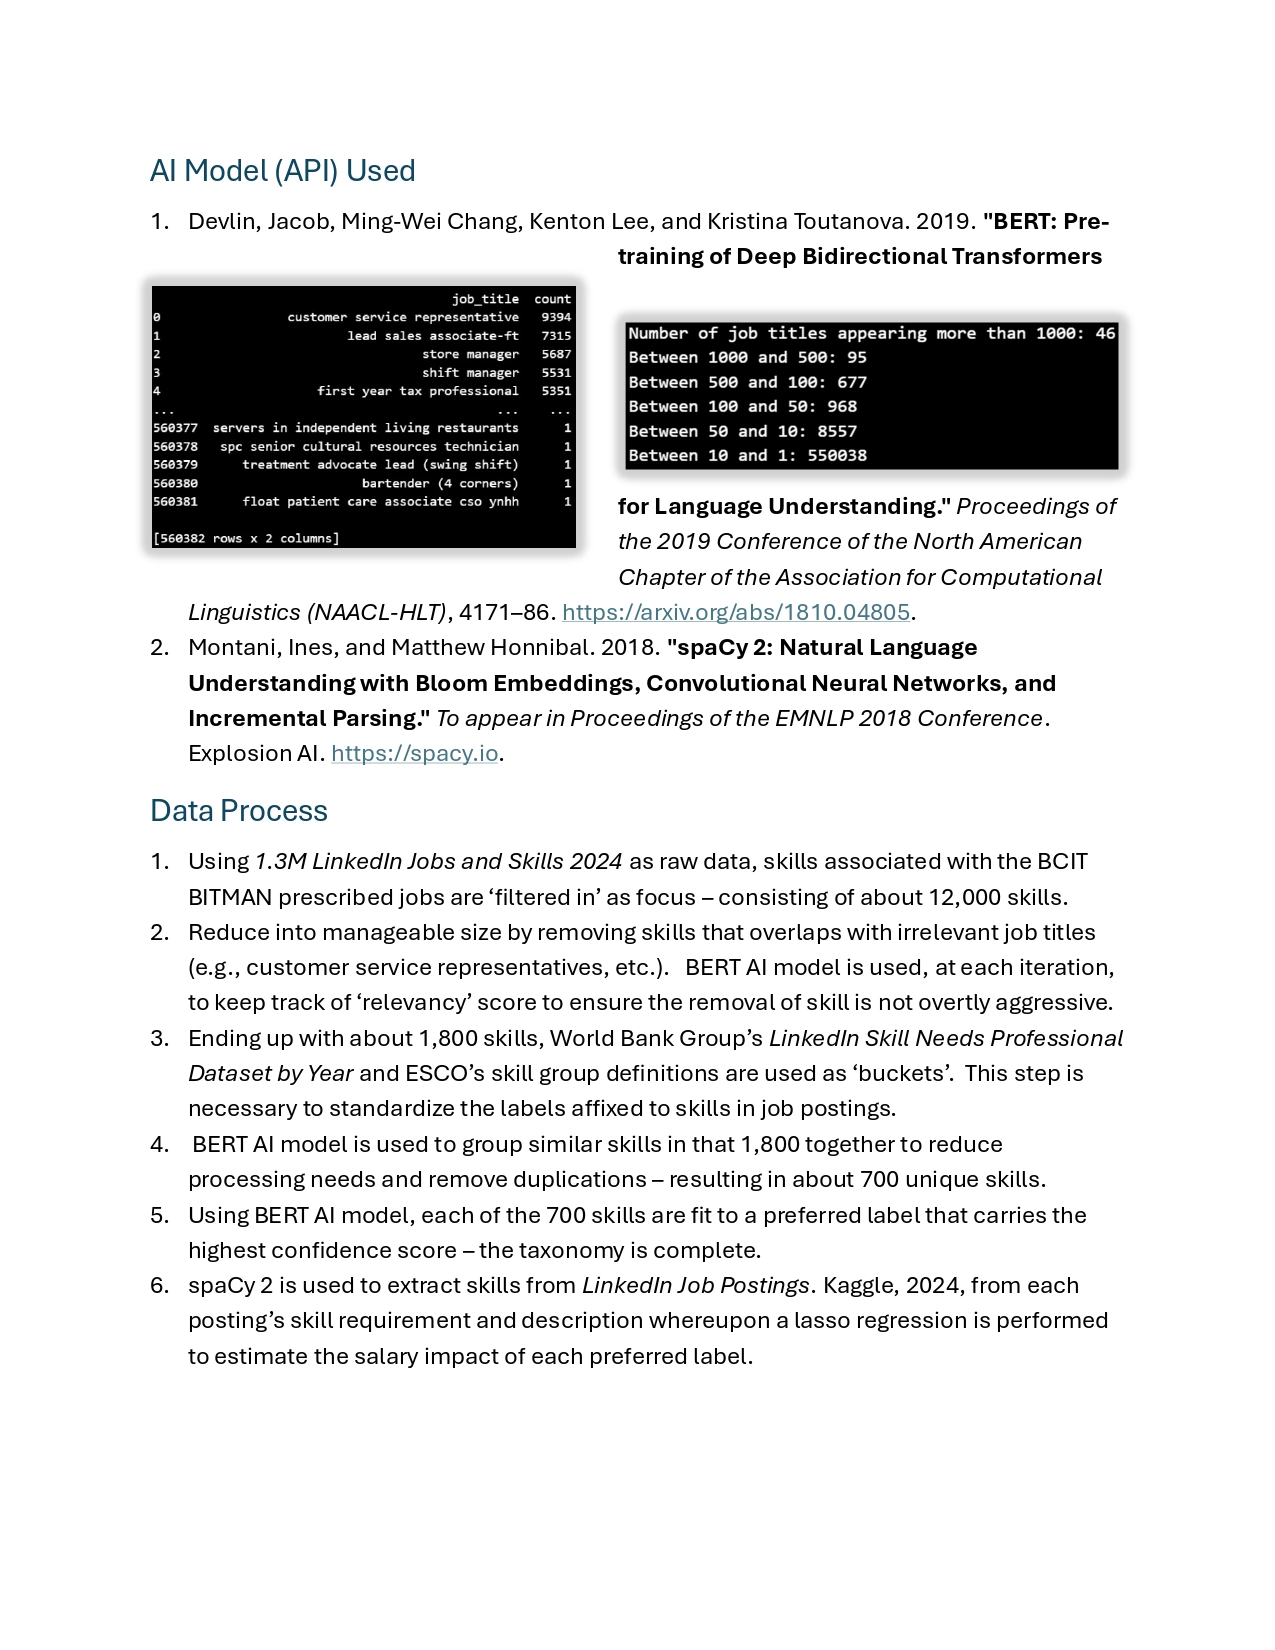 AI Model (API) Used
1. Devlin, Jacob, Ming-Wei Chang, Kenton Lee, and Kristina Toutanova. 2019. "BERT: Pre-
training of Deep Bidirectional Transformers
job_title count
0 customer service representative 9394
1 lead sales associate-ft 7315
2 store manager 5687
3 shift manager 5531
4 first year tax professional 5351
... ... ...
560377 servers in independent living restaurants 1
560378 spc senior cultural resources technician 1
560379 treatment advocate lead (swing shift) 1
560380 bartender (4 corners) 1
560381 float patient care associate cso ynhh 1
[560382 rows x 2 columns]
Number of job titles appearing more than 1000: 46
Between 1000 and 500: 95
Between 500 and 100: 677
Between 100 and 50: 968
Between 50 and 10: 8557
Between 10 and 1: 550038
for Language Understanding." Proceedings of
the 2019 Conference of the North American
Chapter of the Association for Computational
Linguistics (NAACL-HLT), 4171–86. https://arxiv.org/abs/1810.04805.
2. Montani, Ines, and Matthew Honnibal. 2018. "spaCy 2: Natural Language
Understanding with Bloom Embeddings, Convolutional Neural Networks, and
Incremental Parsing." To appear in Proceedings of the EMNLP 2018 Conference.
Explosion AI. https://spacy.io.
Data Process
1. Using 1.3M LinkedIn Jobs and Skills 2024 as raw data, skills associated with the BCIT
BITMAN prescribed jobs are ‘filtered in’ as focus – consisting of about 12,000 skills.
2. Reduce into manageable size by removing skills that overlaps with irrelevant job titles
(e.g., customer service representatives, etc.). BERT AI model is used, at each iteration,
to keep track of ‘relevancy’ score to ensure the removal of skill is not overtly aggressive.
3. Ending up with about 1,800 skills, World Bank Group’s LinkedIn Skill Needs Professional
Dataset by Year and ESCO’s skill group definitions are used as ‘buckets’. This step is
necessary to standardize the labels affixed to skills in job postings.
4. BERT AI model is used to group similar skills in that 1,800 together to reduce
processing needs and remove duplications – resulting in about 700 unique skills.
5. Using BERT AI model, each of the 700 skills are fit to a preferred label that carries the
highest confidence score – the taxonomy is complete.
6. spaCy 2 is used to extract skills from LinkedIn Job Postings. Kaggle, 2024, from each
posting’s skill requirement and description whereupon a lasso regression is performed
to estimate the salary impact of each preferred label.